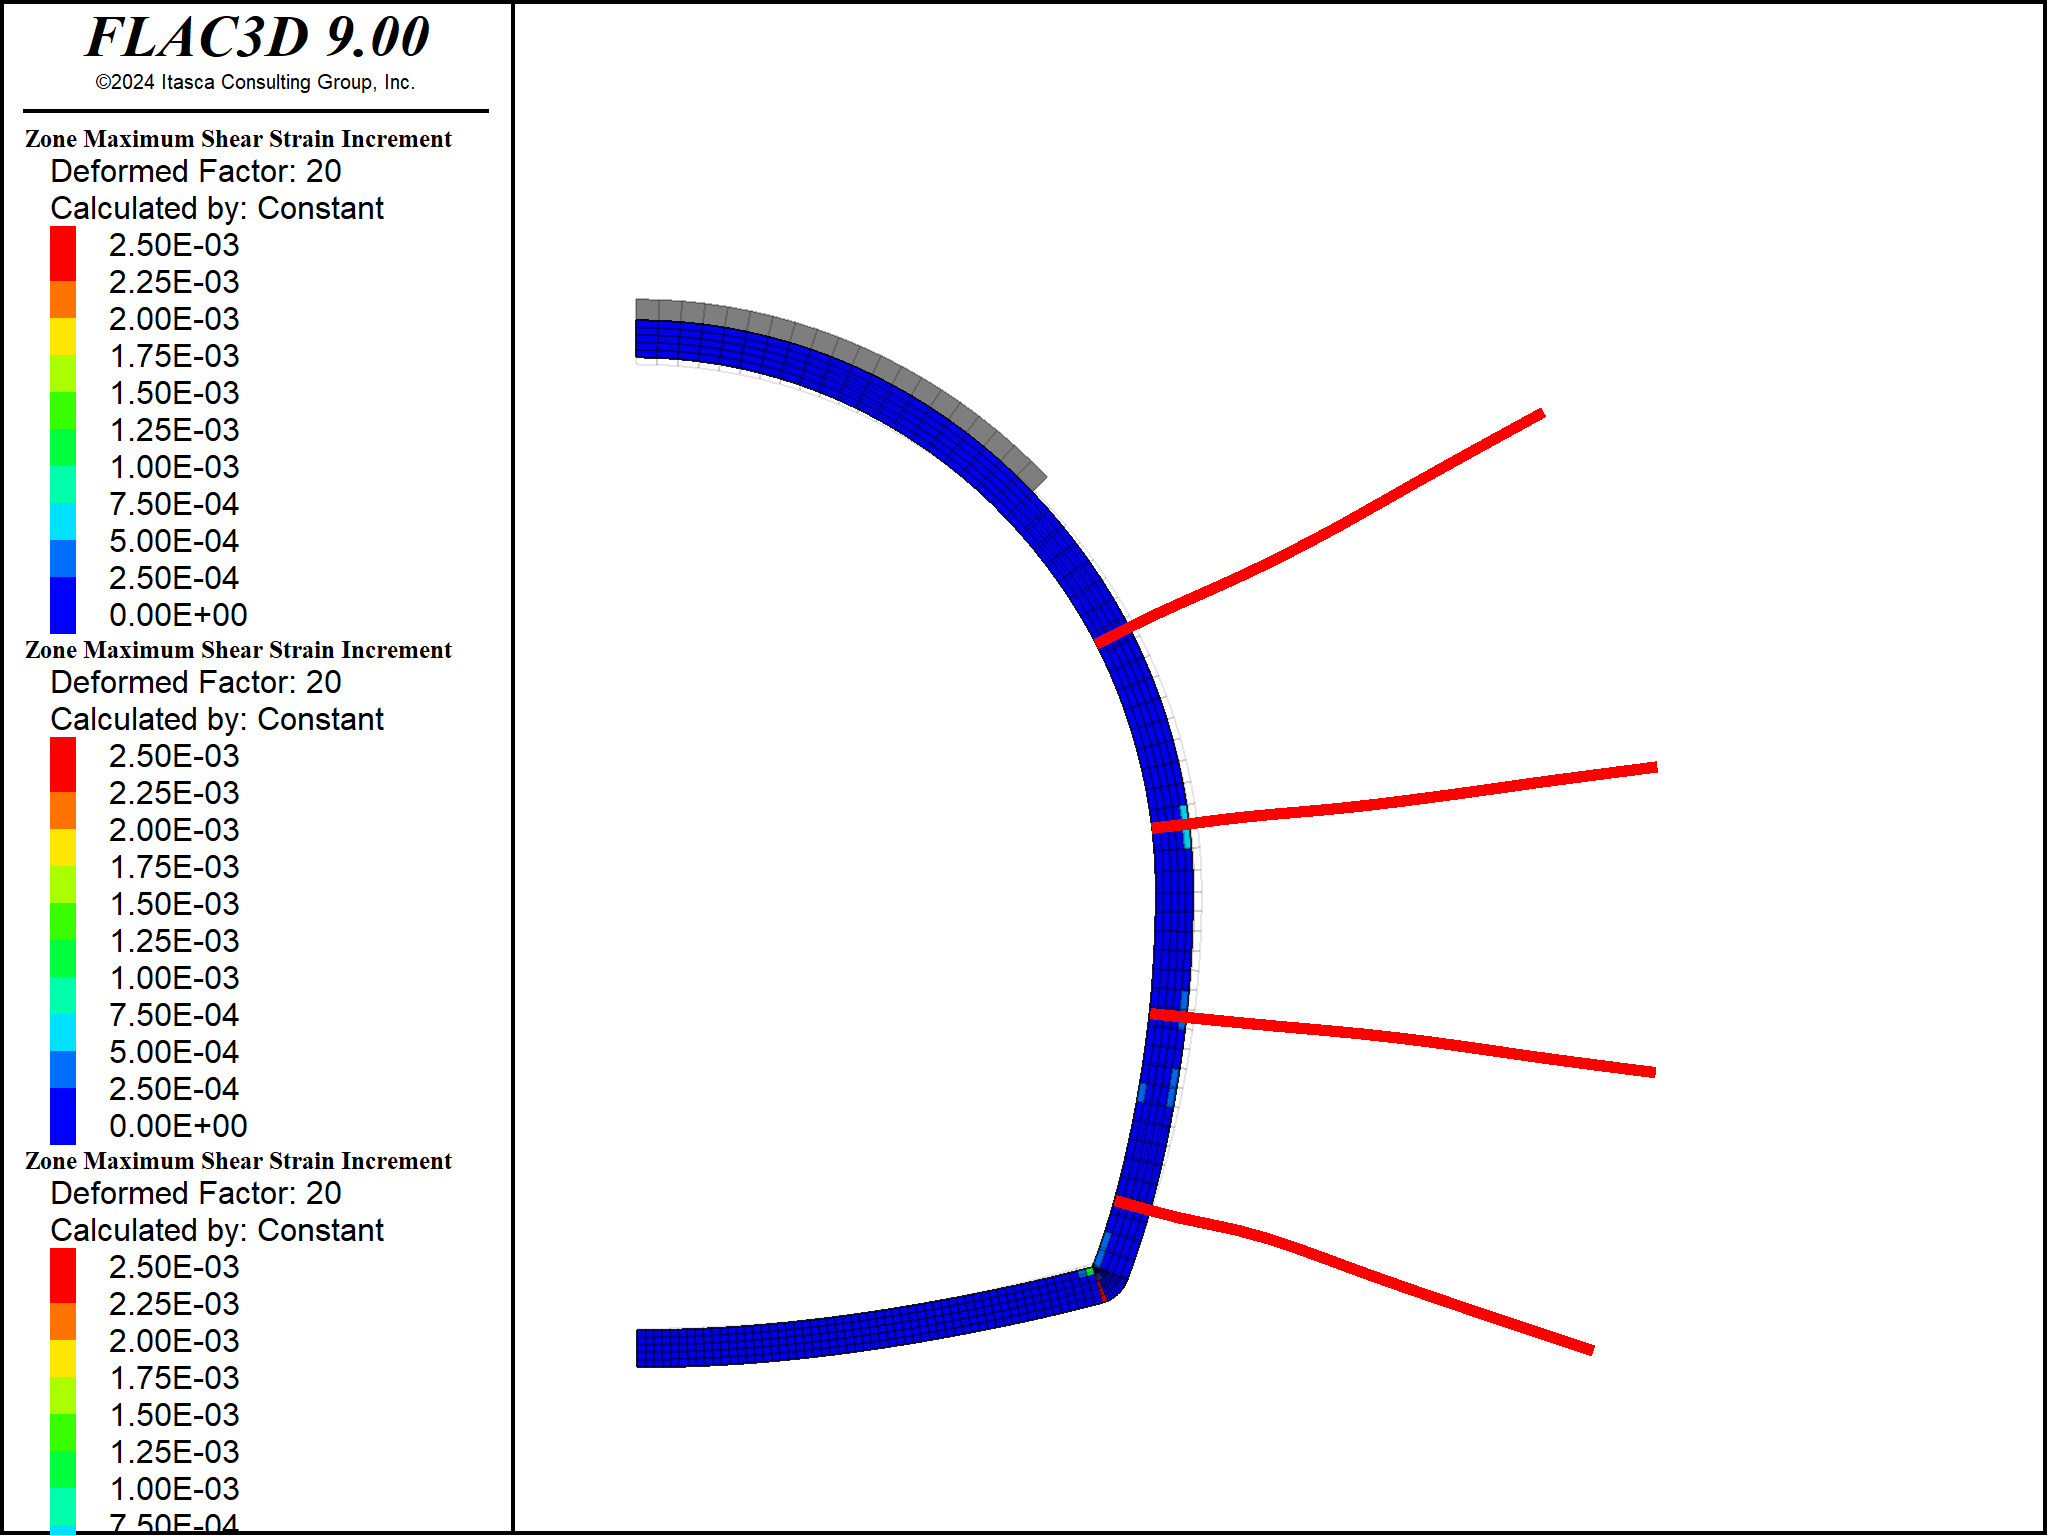 FLAC3D 9.00
©2024 Itasca Consulting Group, Inc.
Zone Maximum Shear Strain Increment
Deformed Factor: 20
Calculated by: Constant
2.50E-03
2.25E-03
2.00E-03
1.75E-03
1.50E-03
1.25E-03
1.00E-03
7.50E-04
5.00E-04
2.50E-04
0.00E+00
Zone Maximum Shear Strain Increment
Deformed Factor: 20
Calculated by: Constant
2.50E-03
2.25E-03
2.00E-03
1.75E-03
1.50E-03
1.25E-03
1.00E-03
7.50E-04
5.00E-04
2.50E-04
0.00E+00
Zone Maximum Shear Strain Increment
Deformed Factor: 20
Calculated by: Constant
2.50E-03
2.25E-03
2.00E-03
1.75E-03
1.50E-03
1.25E-03
1.00E-03
7.50E-04